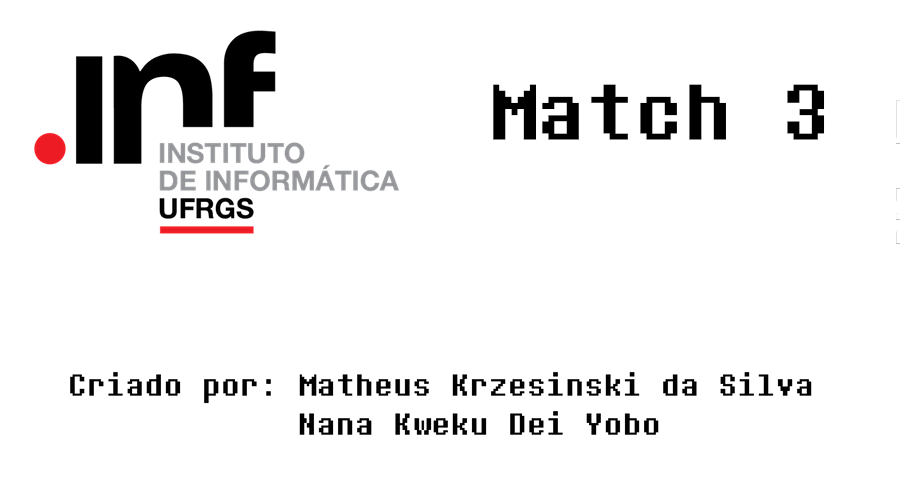 .inf
INSTITUTO
DE INFORMÁTICA
UFRGS
Match 3
Criado por: Matheus Krzesinski da Silva
Nana Kweku Dei Yobo